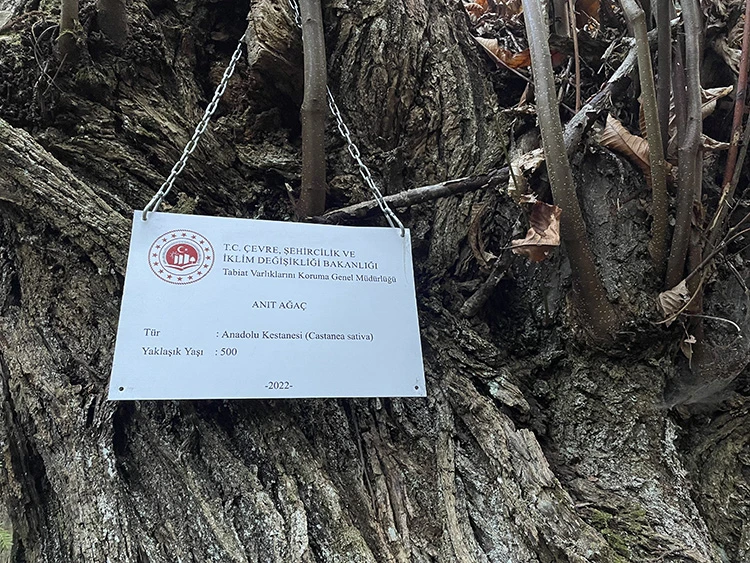 T.C. ÇEVRE, ŞEHİRCİLİK VE
İKLİM DEĞİŞİKLİĞİ BAKANLIĞI
Tabiat Varlıklarını Koruma Genel Müdürlüğü
ANIT AĞAÇ
Tür : Anadolu Kestanesi (Castanea sativa)
Yaklaşık Yaşı : 500
-2022-